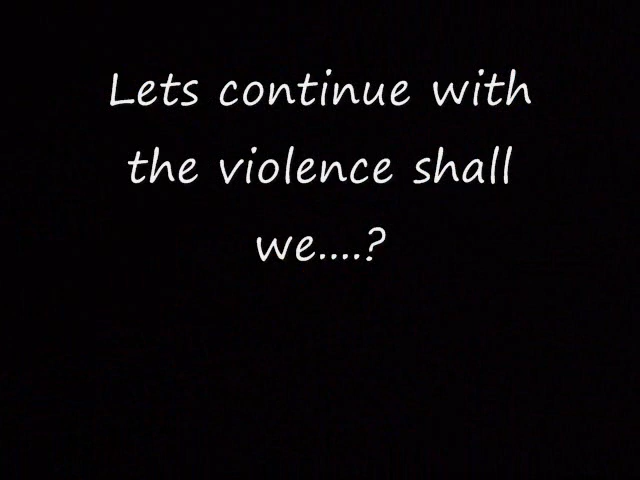 Lets continue with
the violence shall
we....?